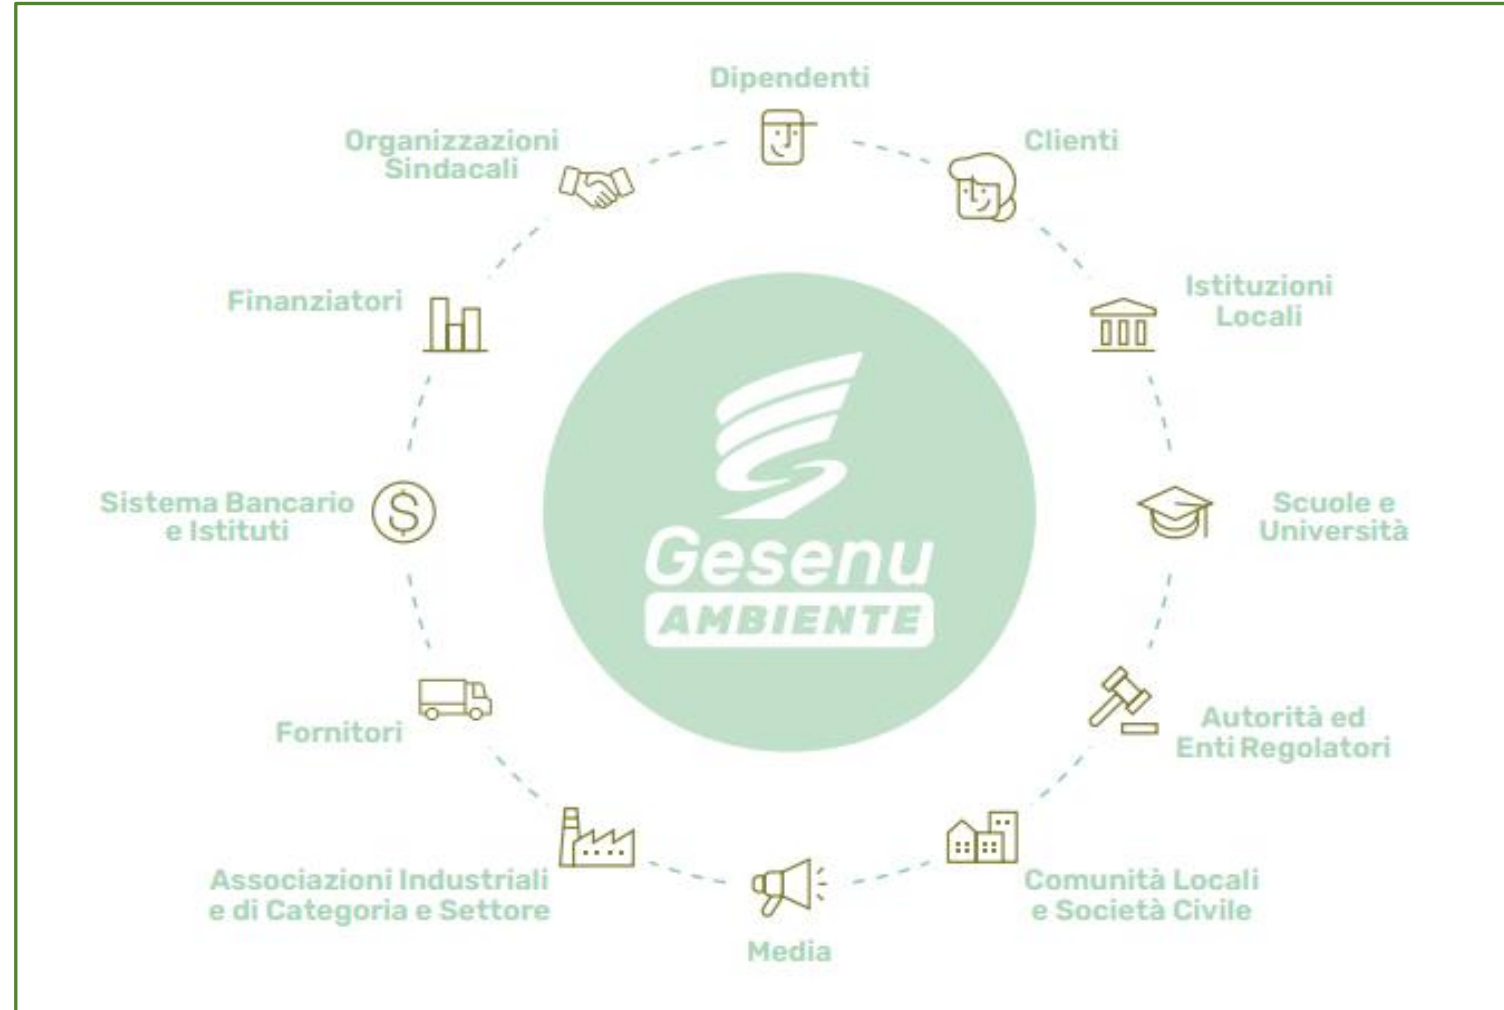 Dipendenti
Clienti
Istituzioni
Locali
Scuole e
Università
Autorità ed
Enti Regolatori
Comunità Locali
e Società Civile
Media
Associazioni Industriali
e di Categoria e Settore
Fornitori
Sistema Bancario
e Istituti
Finanziatori
Organizzazioni
Sindacali
Gesenu
AMBIENTE